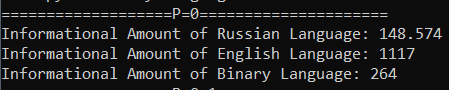 ===================P=0=====================
Informational Amount of Russian Language: 148.574
Informational Amount of English Language: 1117
Informational Amount of Binary Language: 264